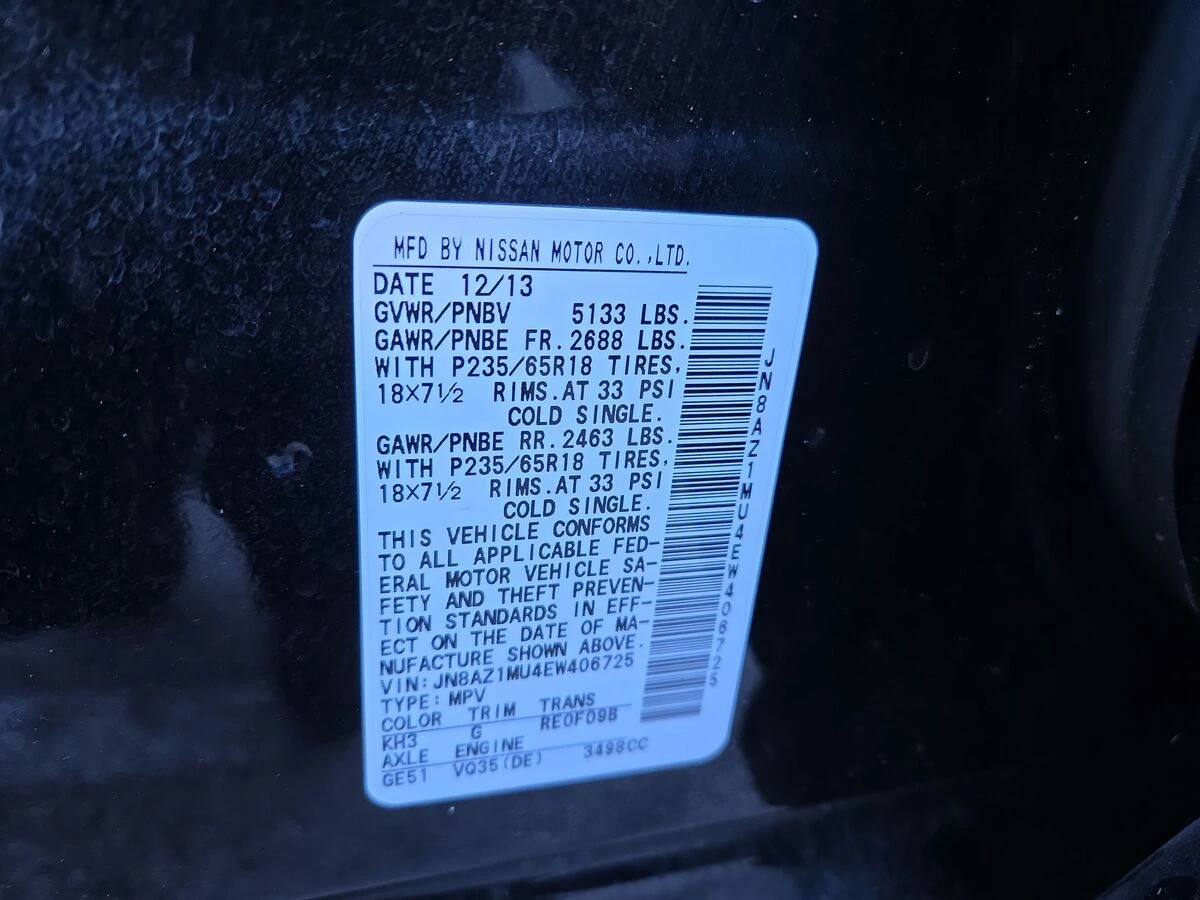 MFD BY NISSAN MOTOR CO.,LTD.
DATE 12/13
GVWR/PNBV 5133 LBS.
GAWR/PNBE FR.2688 LBS.
WITH P235/65R18 TIRES,
18×7½ RIMS.AT 33 PSI
COLD SINGLE.
GAWR/PNBE RR.2463 LBS.
WITH P235/65R18 TIRES,
18×7½ RIMS.AT 33 PSI
COLD SINGLE.
THIS VEHICLE CONFORMS
TO ALL APPLICABLE FED-
ERAL MOTOR VEHICLE SA-
FETY AND THEFT PREVEN-
TION STANDARDS IN EFF-
ECT ON THE DATE OF MA-
NUFACTURE SHOWN ABOVE.
VIN:JN8AZ1MU4EW406725
TYPE:MPV
COLOR TRIM TRANS
KH3 G RE0F09B
AXLE ENGINE
GE51 VQ35(DE) 3498CC
JN8AZ1MU4EW406725